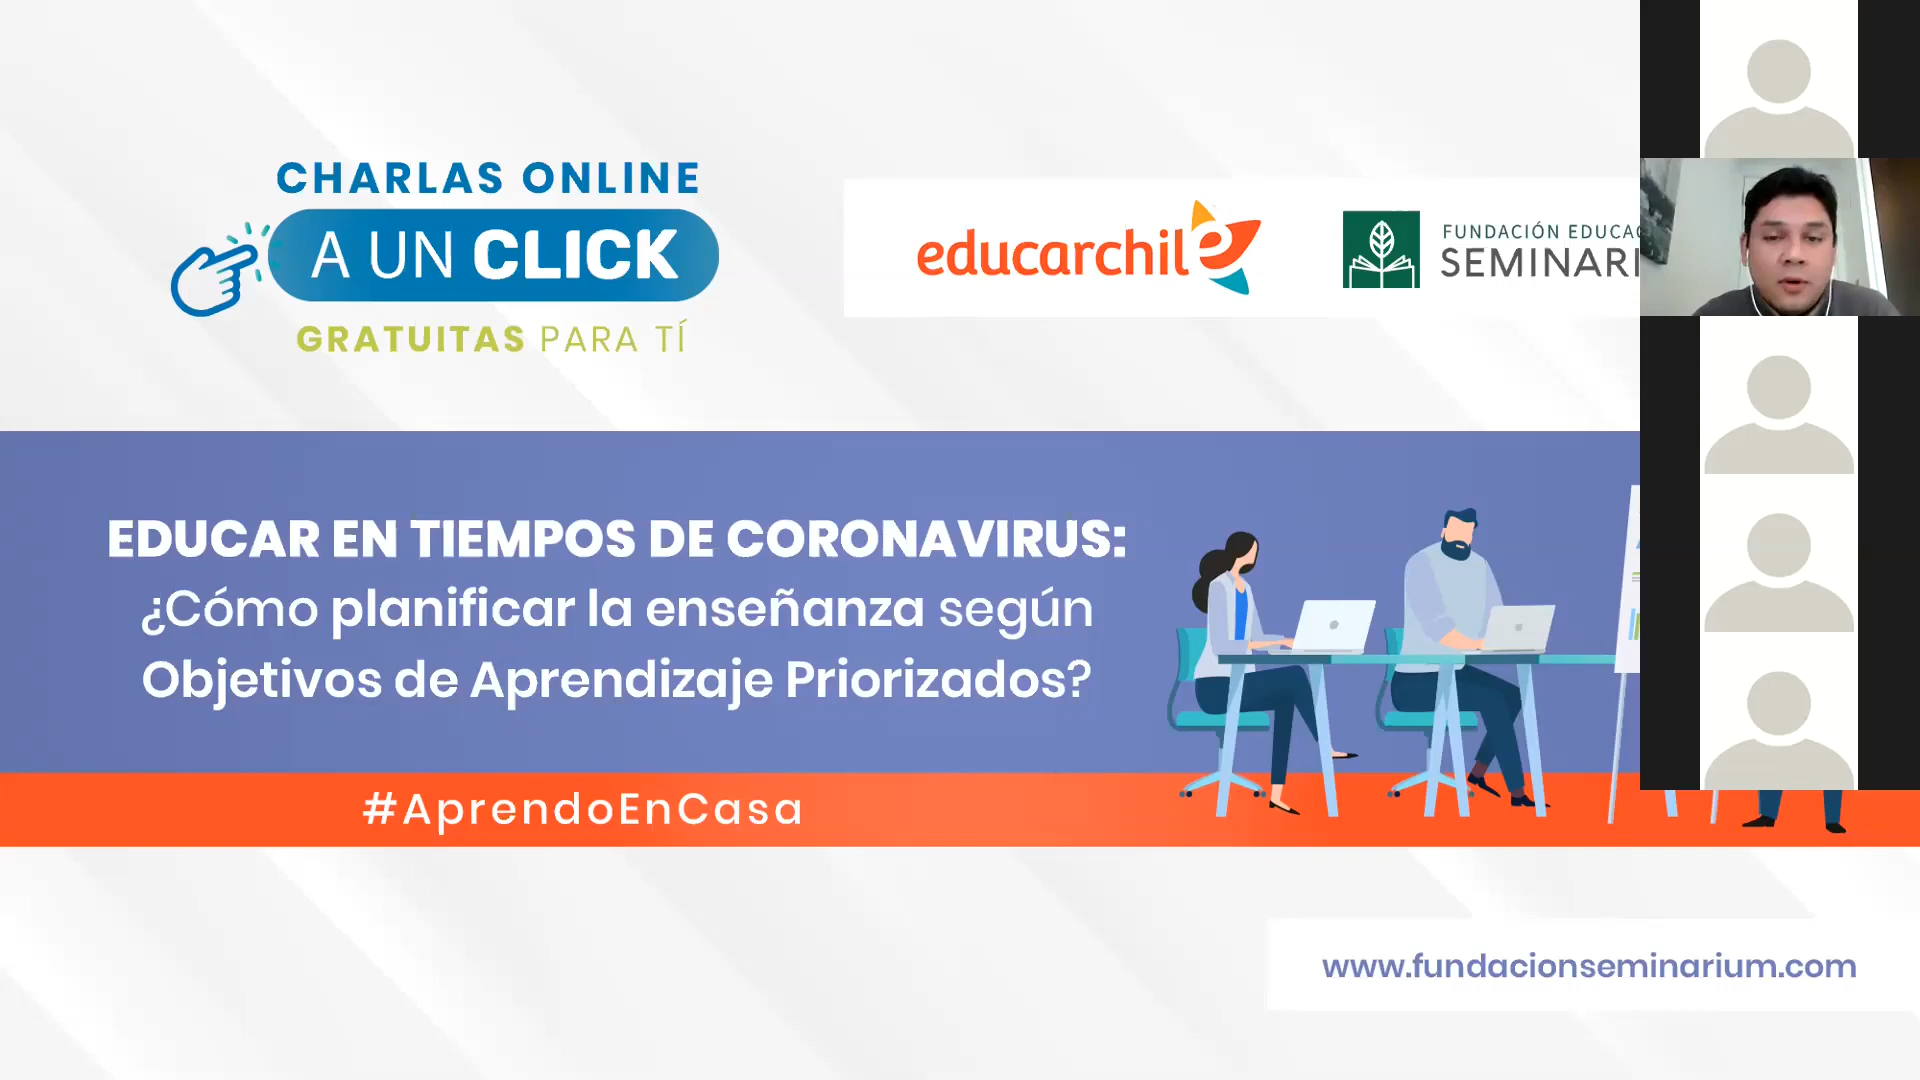 CHARLAS ONLINE
A UN CLICK
GRATUITAS PARA TÍ
educarchile
FUNDACIÓN
SEMINARI
EDUCAR EN TIEMPOS DE CORONAVIRUS:
¿Cómo planificar la enseñanza según
Objetivos de Aprendizaje Priorizados?
#AprendoEnCasa
www.fundacionseminarium.com